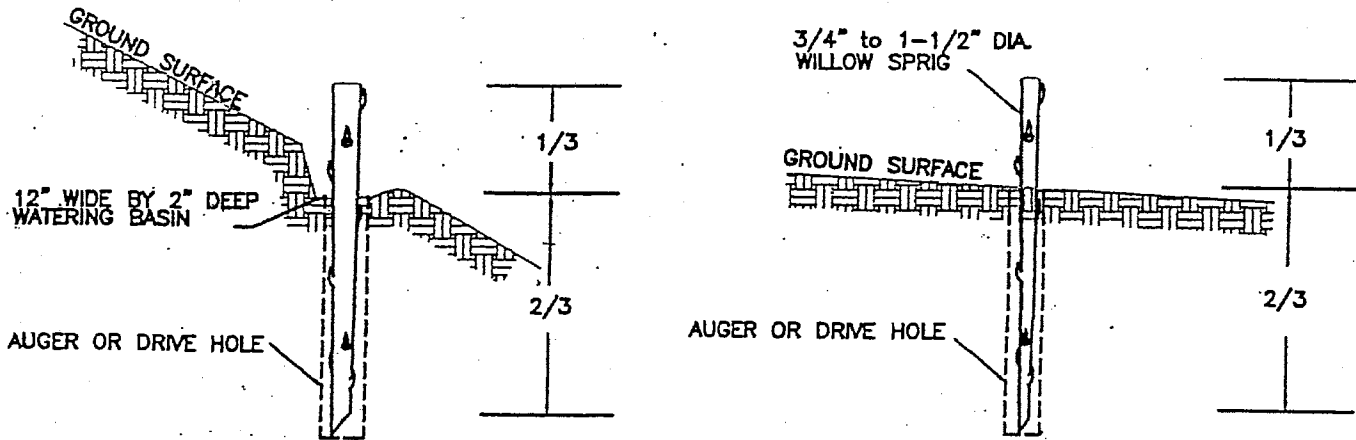 GROUND SURFACE
1/3
12" WIDE BY 2" DEEP
WATERING BASIN
2/3
AUGER OR DRIVE HOLE
3/4" to 1-1/2" DIA.
WILLOW SPRIG
1/3
GROUND SURFACE
2/3
AUGER OR DRIVE HOLE